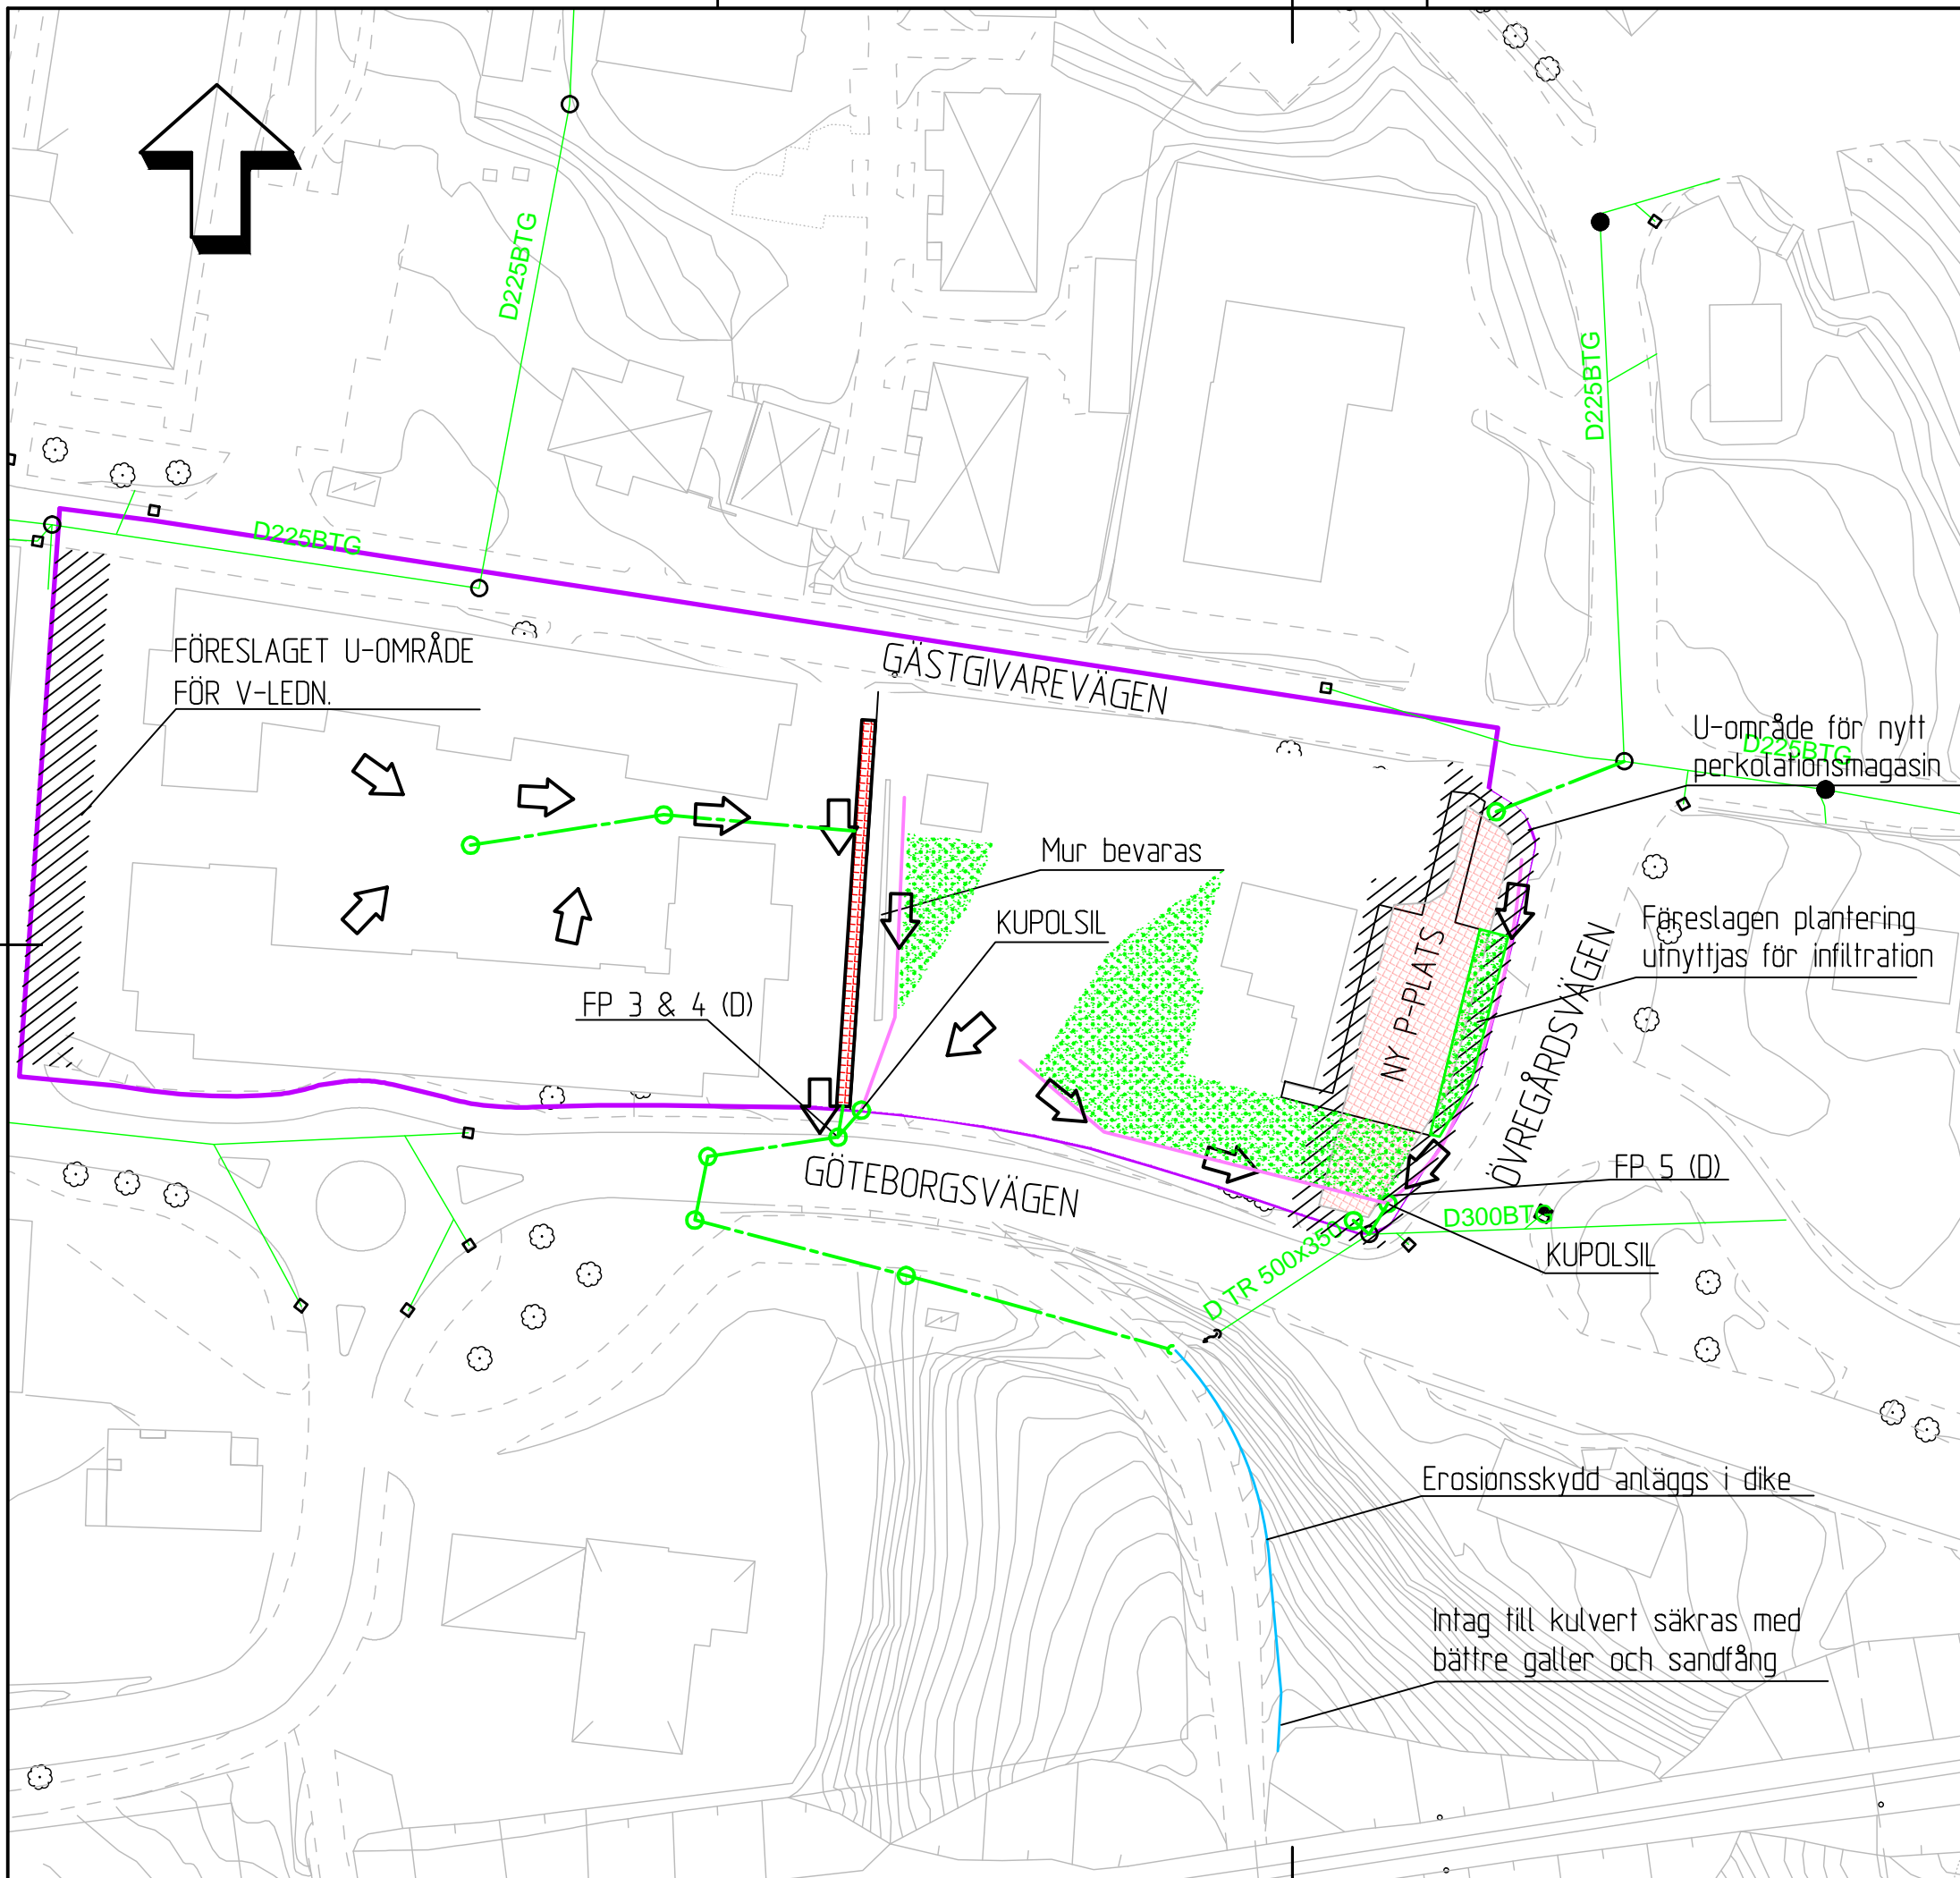 D225BTG
D225BTG
D225BTG
FÖRESLAGET U-OMRÅDE
FÖR V-LEDN.
GÄSTGIVAREVÄGEN
U-område för nytt
perkolationsmagasin
D225BTG
Mur bevaras
KUPOLSIL
Föreslagen plantering
utnyttjas för infiltration
NY P-PLATS
FP 3 & 4 (D)
ÖVREGÅRDSVÄGEN
GÖTEBORGSVÄGEN
FP 5 (D)
D300BTG
KUPOLSIL
D TR 500x350
Erosionsskydd anläggs i dike
Intag till kulvert säkras med
bättre galler och sandfång